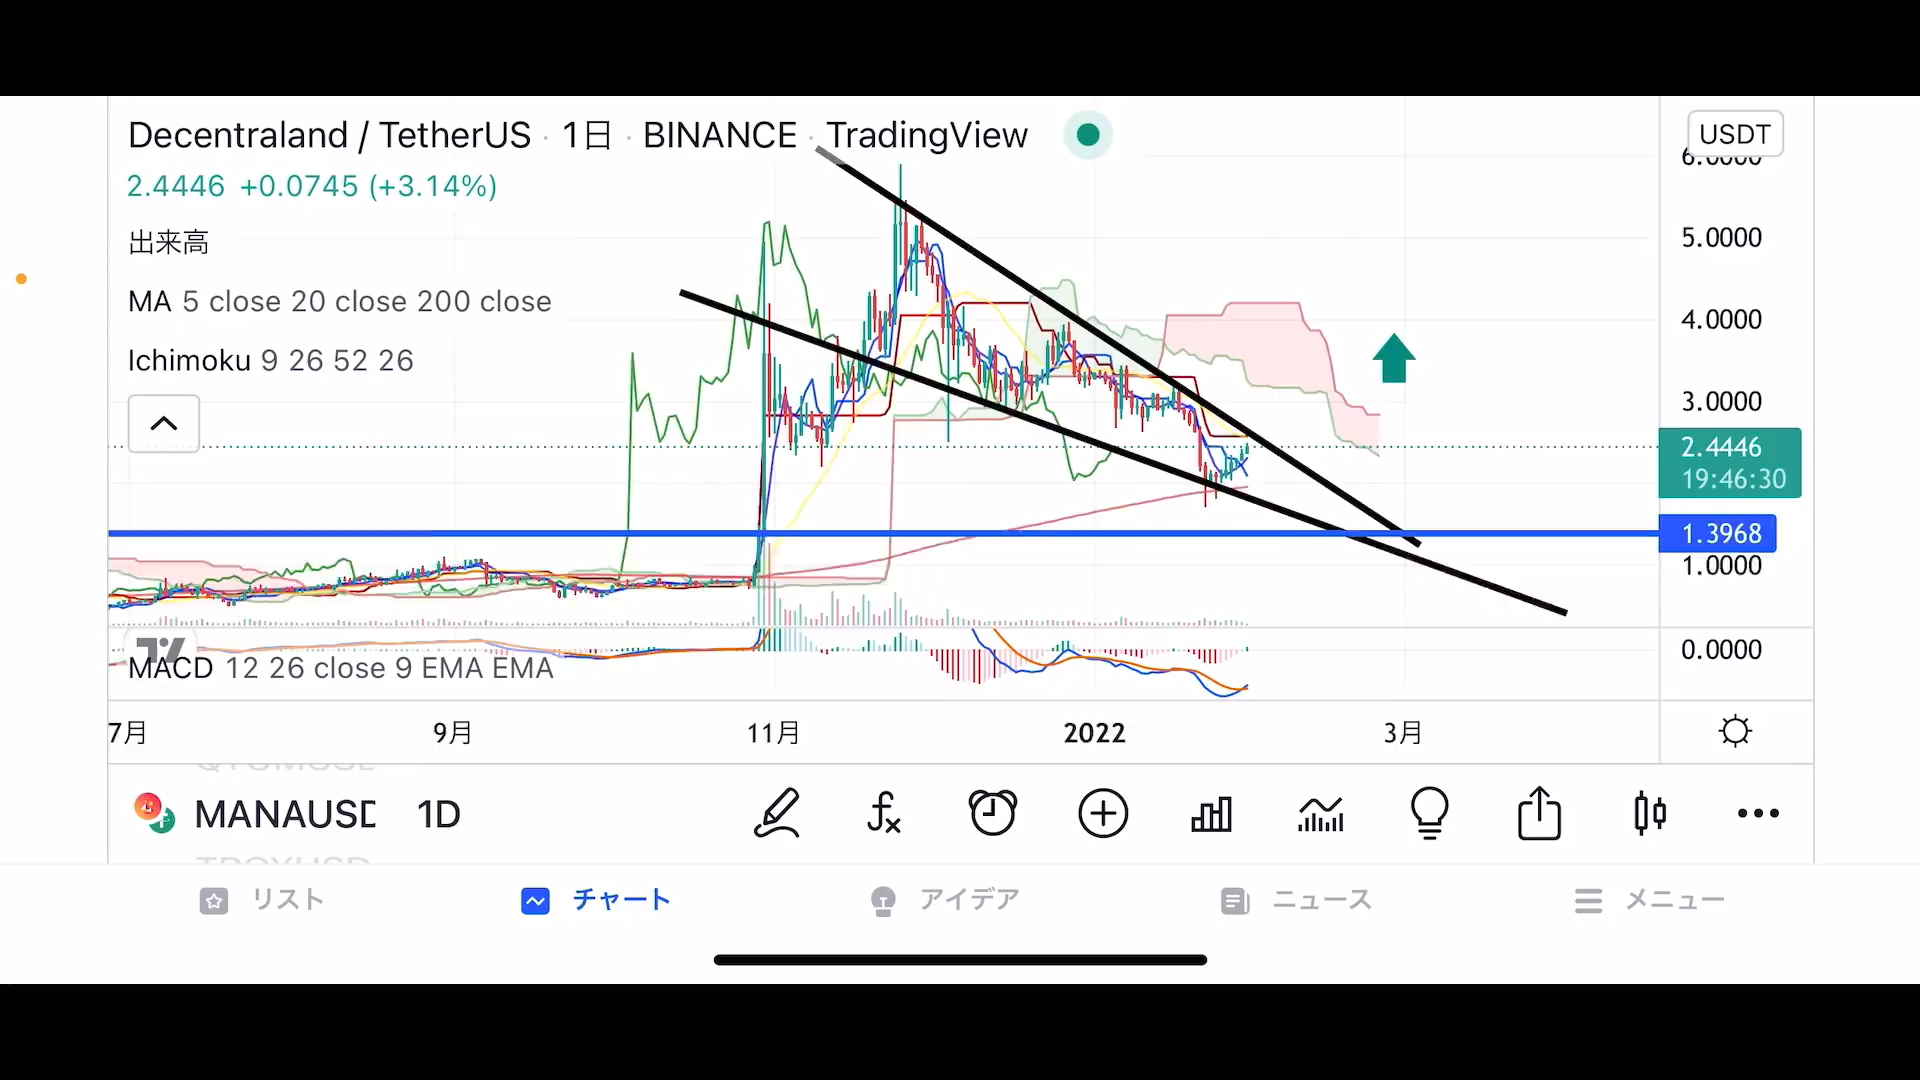 Decentraland / TetherUS · 1日 · BINANCE · TradingView
USDT
2.4446 +0.0745 (+3.14%)
出来高
MA 5 close 20 close 200 close
Ichimoku 9 26 52 26
6.0000
5.0000
4.0000
3.0000
2.4446
19:46:30
1.3968
1.0000
0.0000
MACD 12 26 close 9 EMA EMA
7月 9月 11月 2022 3月
MANAUSD 1D
リスト チャート アイデア ニュース メニュー